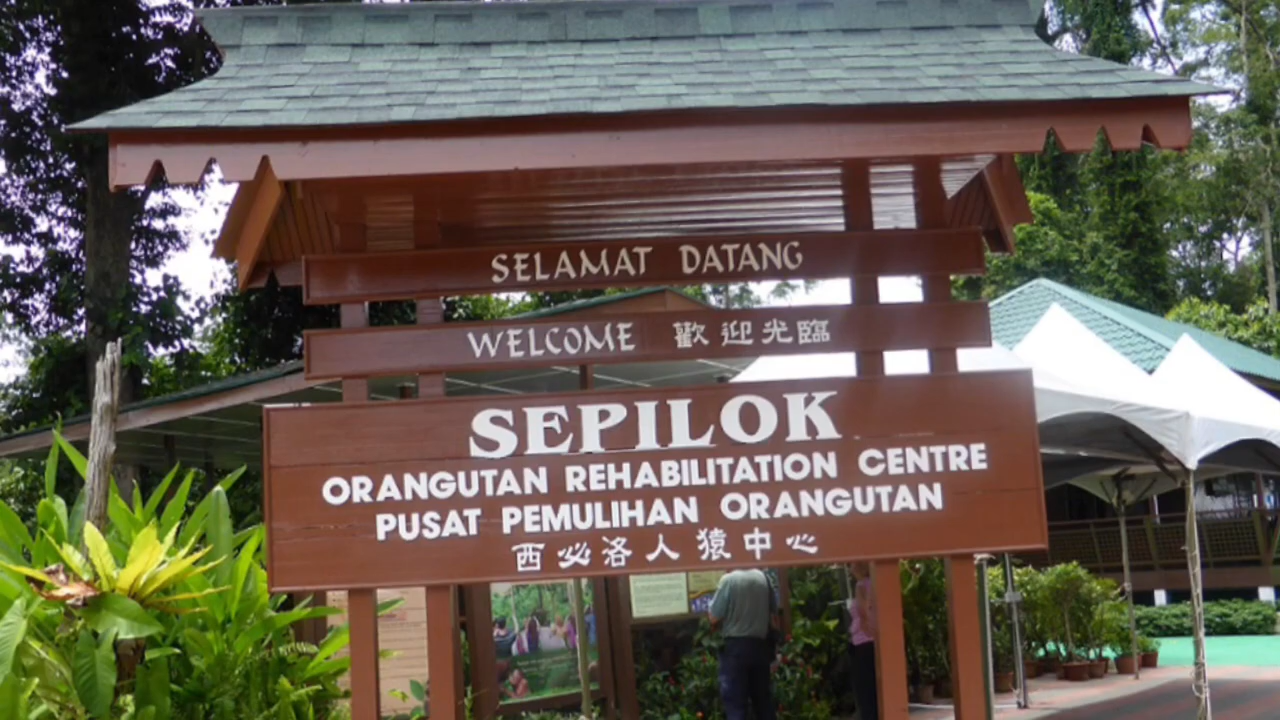 SELAMAT DATANG
WELCOME 歡迎光臨
SEPILOK
ORANGUTAN REHABILITATION CENTRE
PUSAT PEMULIHAN ORANGUTAN
西必洛人猿中心